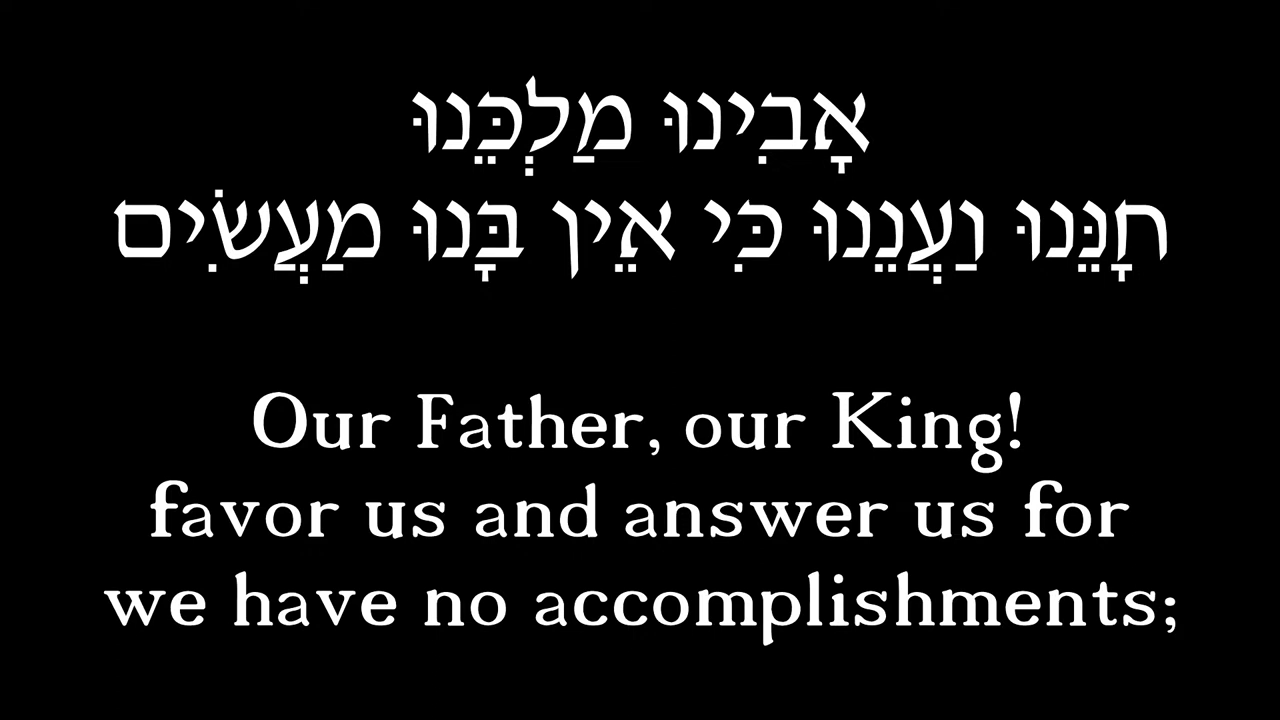 אָבִינוּ מַלְכֵּנוּ
חָנֵּנוּ וַעֲנֵנוּ כִּי אֵין בָּנוּ מַעֲשִׂים
Our Father, our King!
favor us and answer us for
we have no accomplishments;